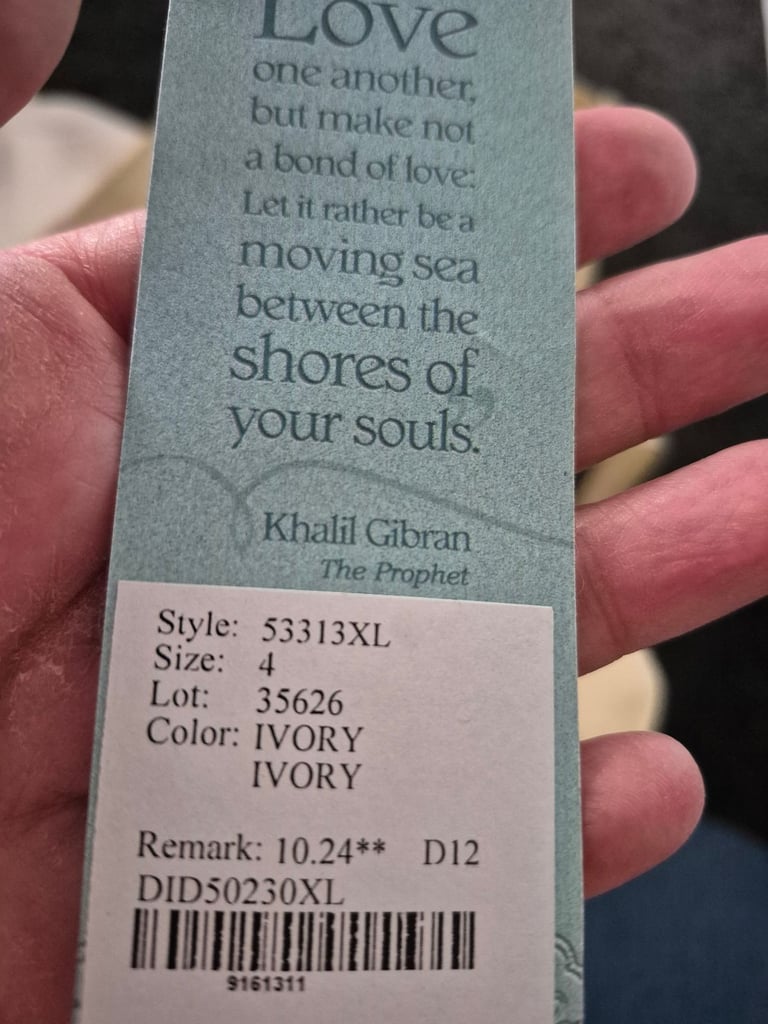 Love
one another,
but make not
a bond of love:
Let it rather be a
moving sea
between the
shores of
your souls.
Khalil Gibran
The Prophet
Style: 53313XL
Size: 4
Lot: 35626
Color: IVORY
IVORY
Remark: 10.24** D12
DID50230XL
9161311